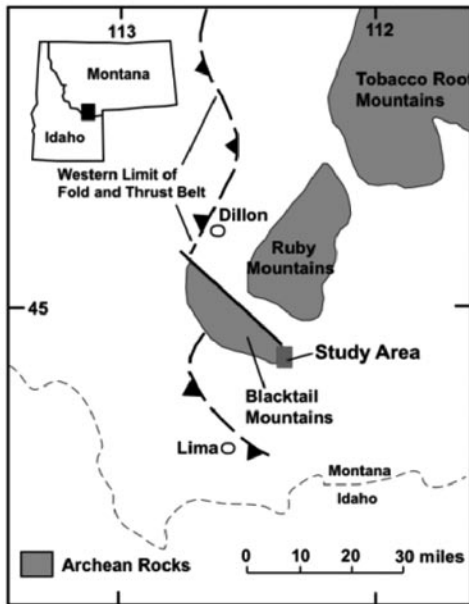 113
112
Montana
Idaho
Tobacco Root
Mountains
Western Limit of
Fold and Thrust Belt
Dillon
Ruby
Mountains
45
Study Area
Blacktail
Mountains
Lima
Montana
Idaho
Archean Rocks
0 10 20 30 miles